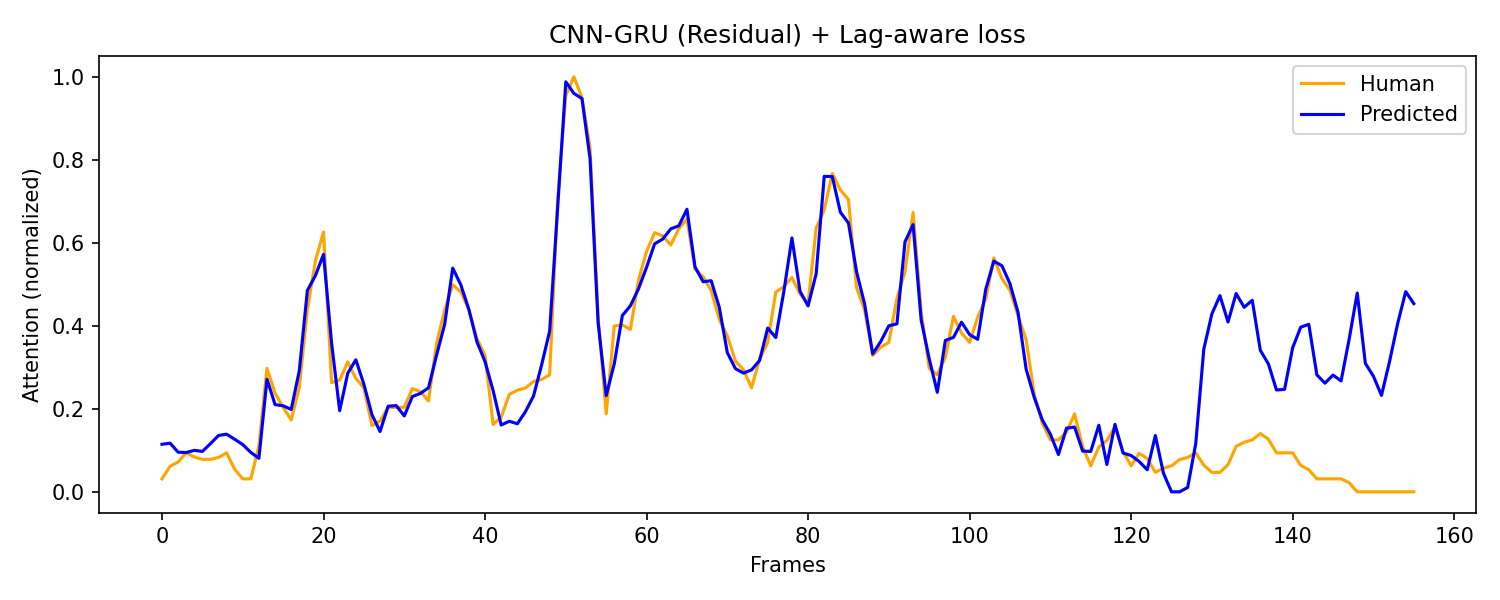 CNN-GRU (Residual) + Lag-aware loss
Human
Predicted
Attention (normalized)
1.0
0.8
0.6
0.4
0.2
0.0
0 20 40 60 80 100 120 140 160
Frames